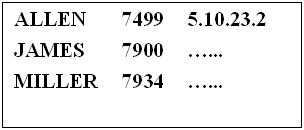 ALLEN 7499 5.10.23.2
JAMES 7900 …...
MILLER 7934 …...